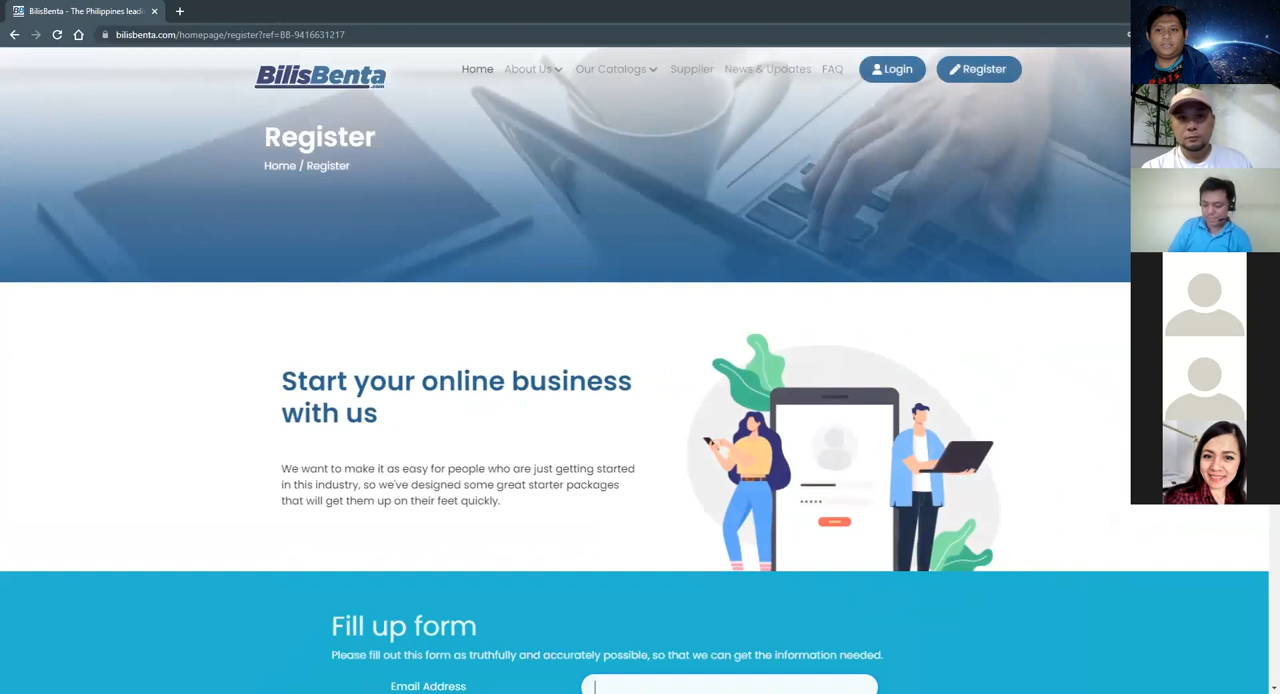 BilisBenta - The Philippines leadi
bilisbenta.com/homepage/register?ref=BB-9416631217
BilisBenta
.com
Home About Us Our Catalogs Supplier News & Updates FAQ Login Register
Register
Home / Register
Start your online business
with us
We want to make it as easy for people who are just getting started
in this industry, so we've designed some great starter packages
that will get them up on their feet quickly.
Fill up form
Please fill out this form as truthfully and accurately possible, so that we can get the information needed.
Email Address